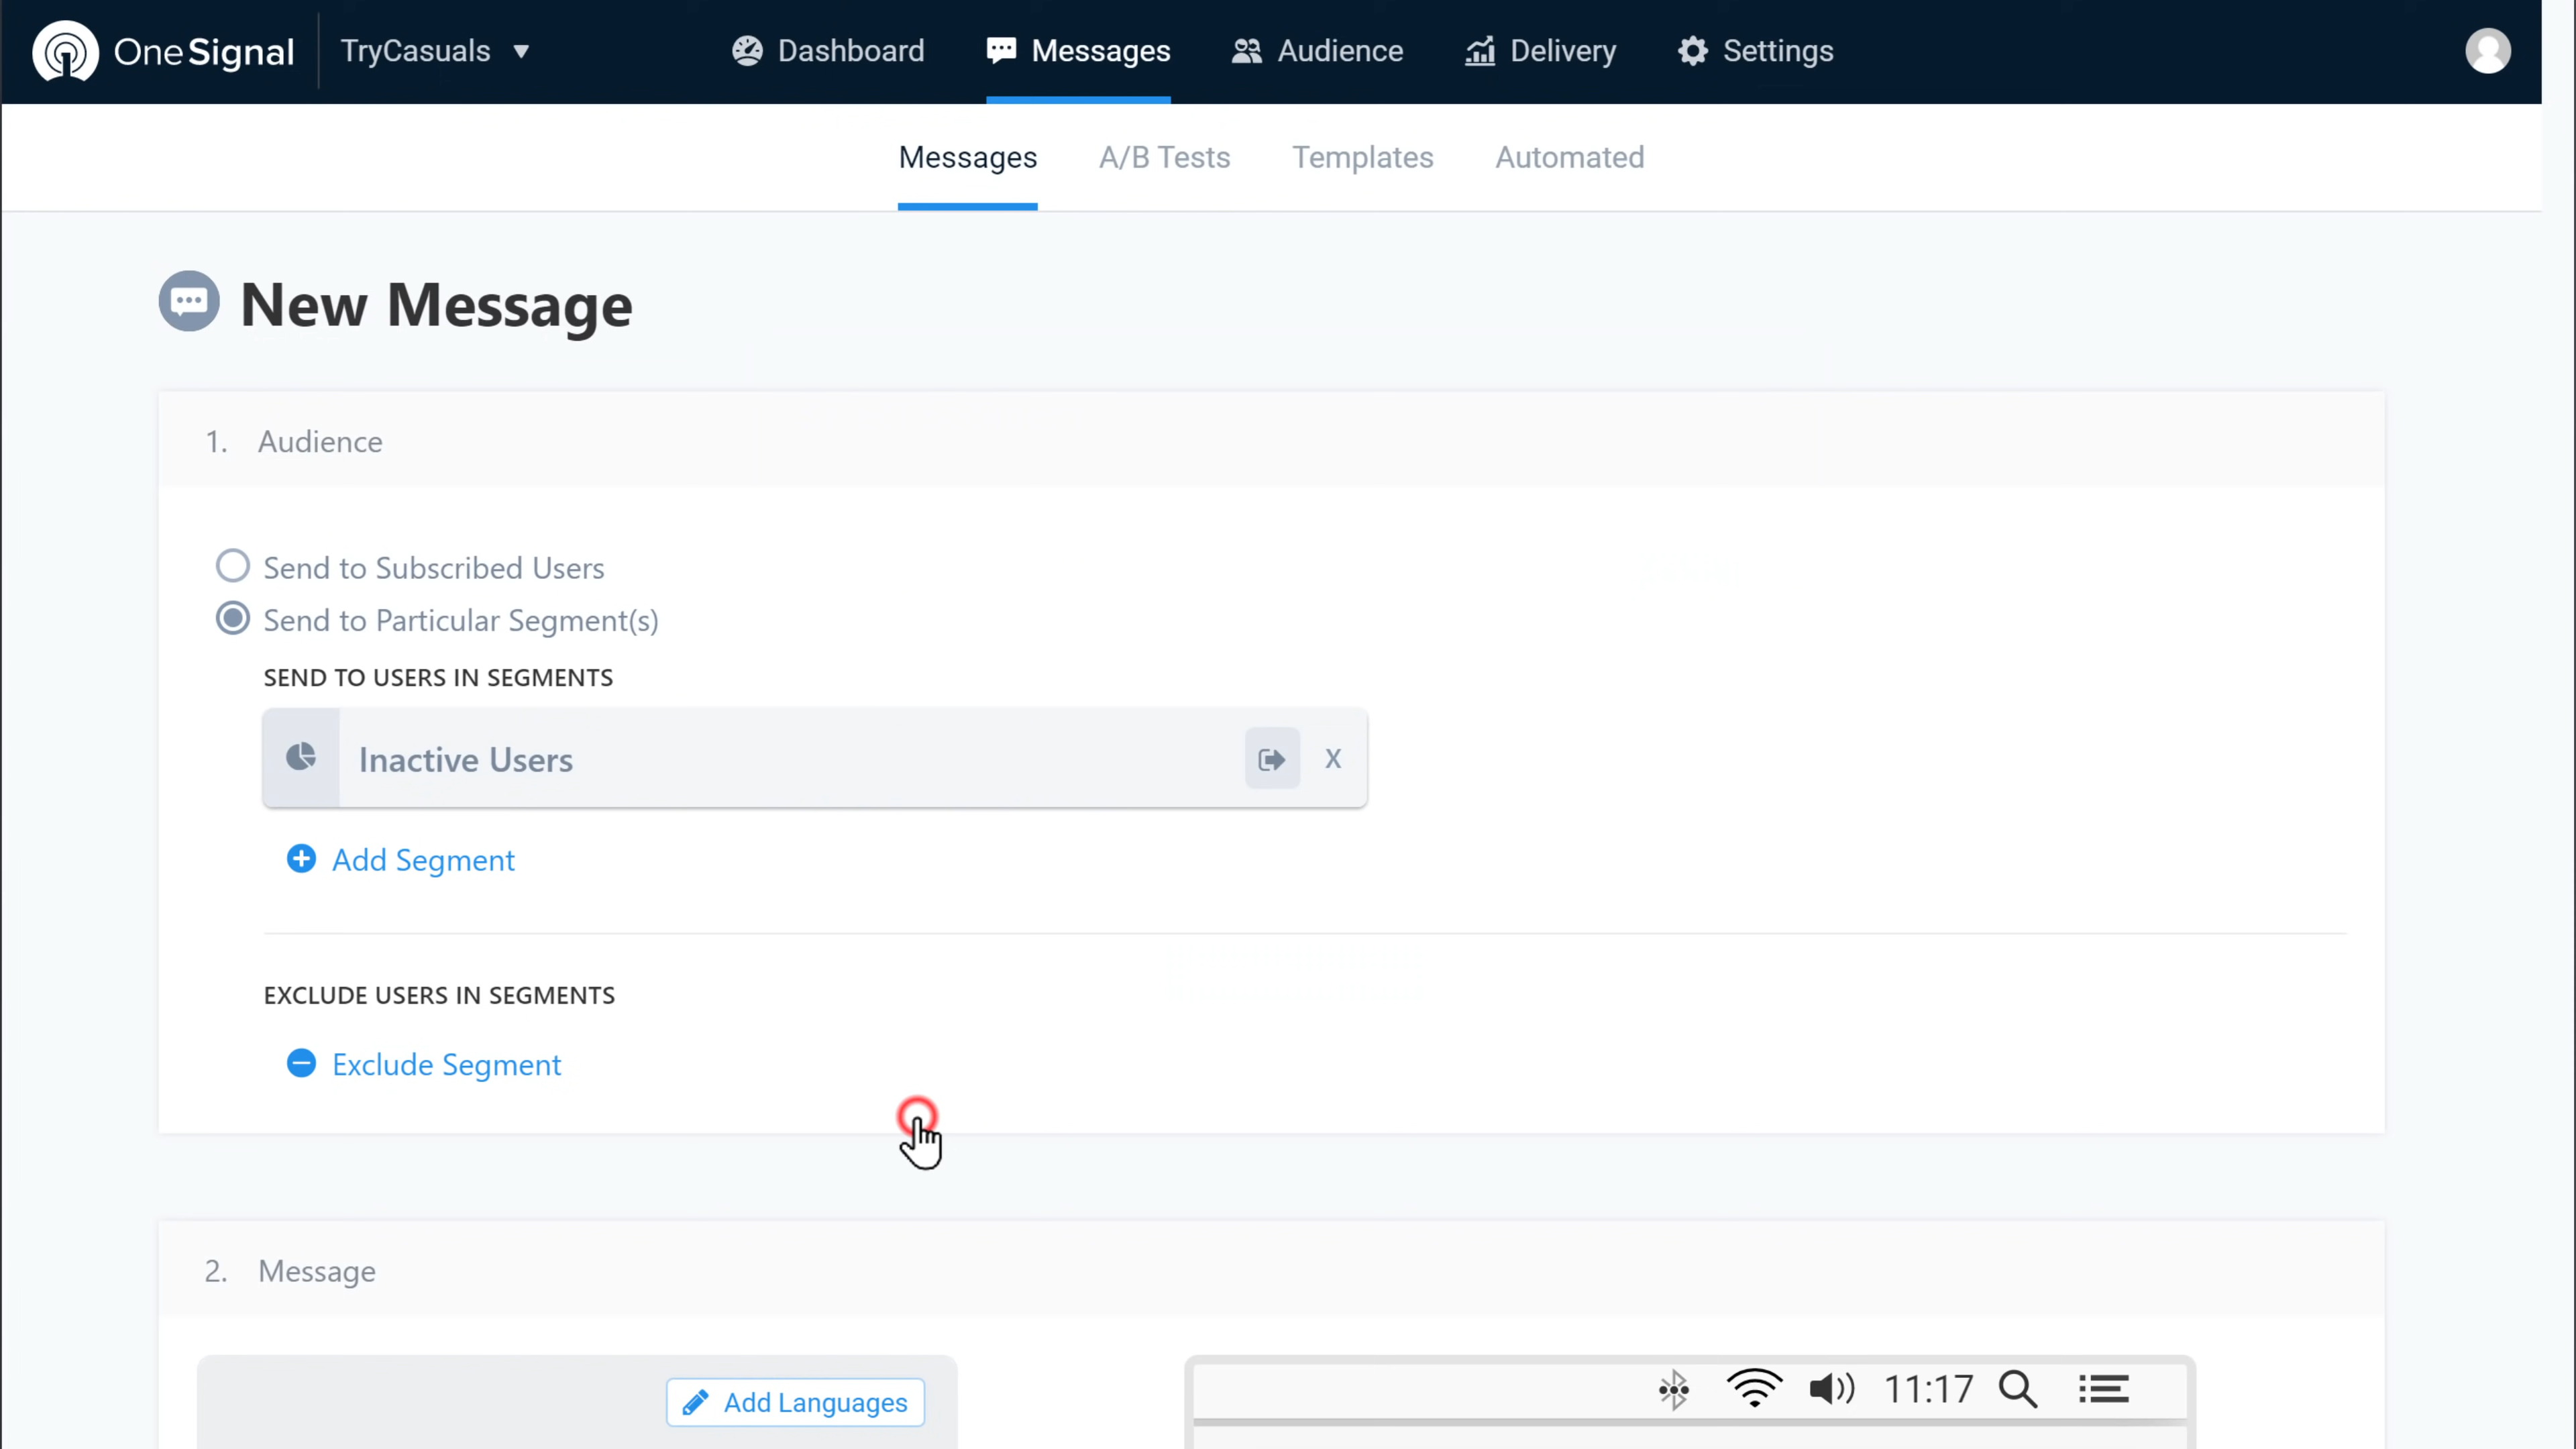 OneSignal TryCasuals Dashboard Messages Audience Delivery Settings
Messages A/B Tests Templates Automated
New Message
1. Audience
Send to Subscribed Users
Send to Particular Segment(s)
SEND TO USERS IN SEGMENTS
Inactive Users X
Add Segment
EXCLUDE USERS IN SEGMENTS
Exclude Segment
2. Message
Add Languages
11:17